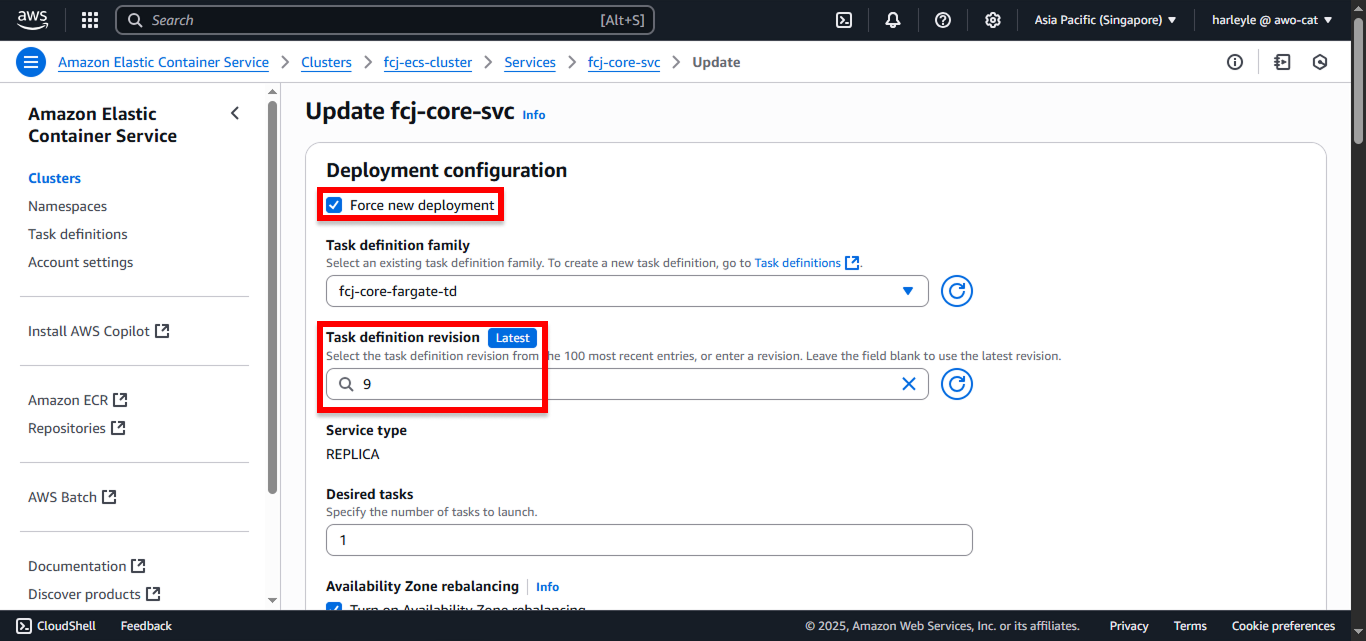 aws
Search
[Alt+S]
Asia Pacific (Singapore)
harleyle @ awo-cat
Amazon Elastic Container Service
Clusters
fcj-ecs-cluster
Services
fcj-core-svc
Update
Amazon Elastic
Container Service
Clusters
Namespaces
Task definitions
Account settings
Install AWS Copilot
Amazon ECR
Repositories
AWS Batch
Documentation
Discover products
Update fcj-core-svc Info
Deployment configuration
Force new deployment
Task definition family
Select an existing task definition family. To create a new task definition, go to Task definitions.
fcj-core-fargate-td
Task definition revision Latest
Select the task definition revision from the 100 most recent entries, or enter a revision. Leave the field blank to use the latest revision.
9
Service type
REPLICA
Desired tasks
Specify the number of tasks to launch.
1
Availability Zone rebalancing Info
Turn on Availability Zone rebalancing
CloudShell
Feedback
© 2025, Amazon Web Services, Inc. or its affiliates.
Privacy
Terms
Cookie preferences